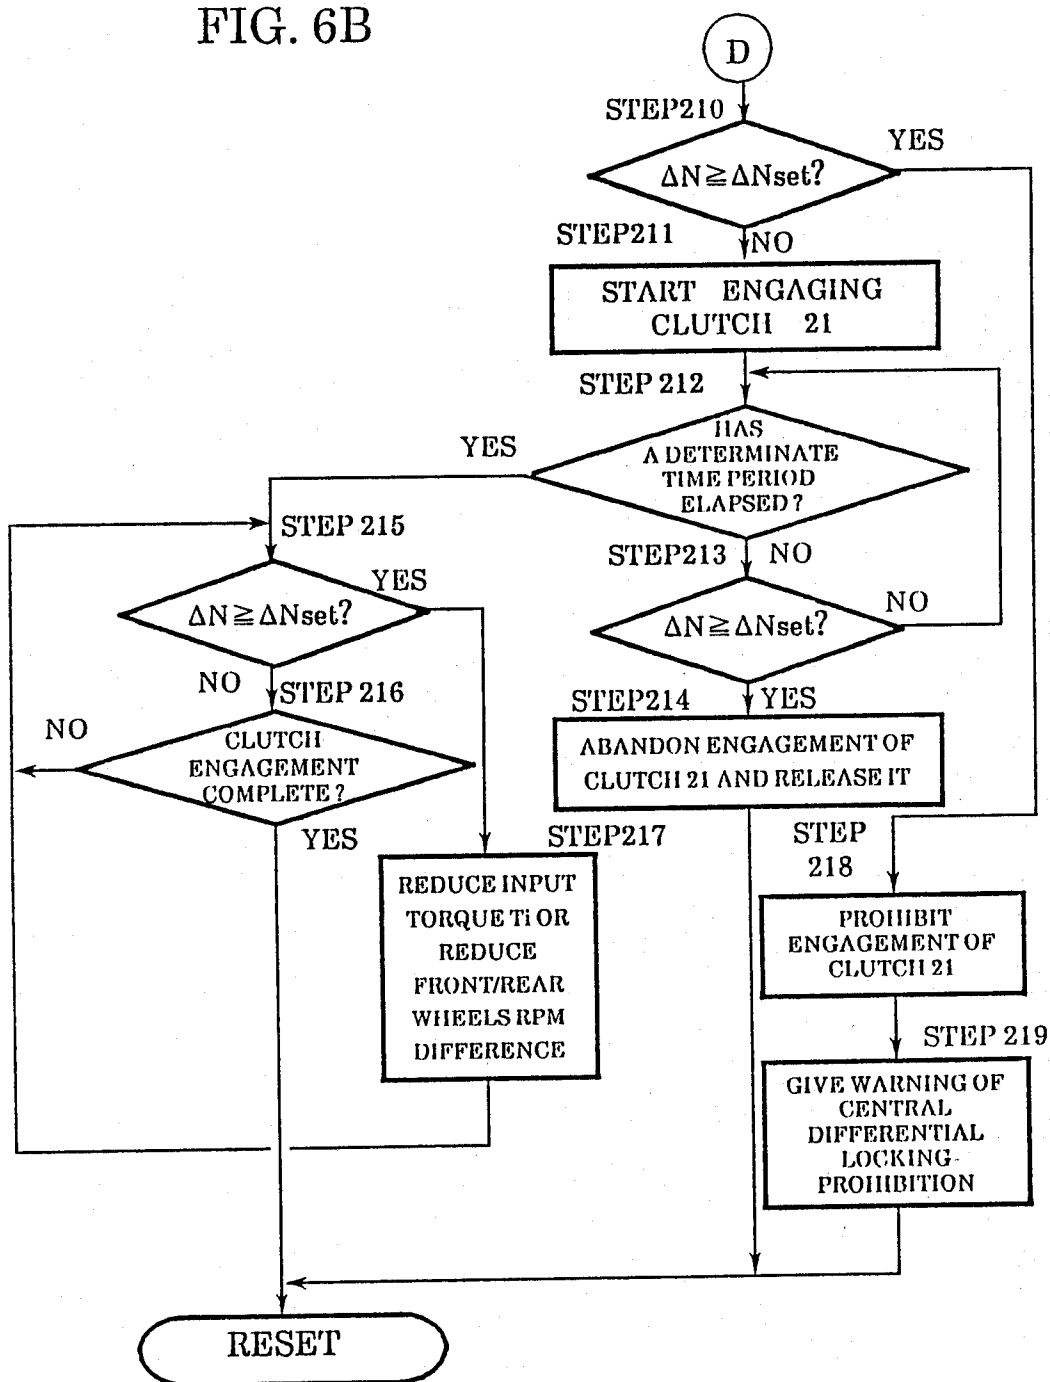 FIG. 6B
D
STEP210
YES
ΔN≧ΔNset?
STEP211
NO
START ENGAGING
CLUTCH 21
STEP 212
HAS
A DETERMINATE
TIME PERIOD
ELAPSED?
YES
STEP213
NO
ΔN≧ΔNset?
NO
STEP214
YES
ABANDON ENGAGEMENT OF
CLUTCH 21 AND RELEASE IT
STEP 215
YES
ΔN≧ΔNset?
NO
STEP 216
NO
CLUTCH
ENGAGEMENT
COMPLETE?
YES
STEP217
REDUCE INPUT
TORQUE Ti OR
REDUCE
FRONT/REAR
WHEELS RPM
DIFFERENCE
STEP
218
PROHIBIT
ENGAGEMENT OF
CLUTCH 21
STEP 219
GIVE WARNING OF
CENTRAL
DIFFERENTIAL
LOCKING-
PROHIBITION
RESET